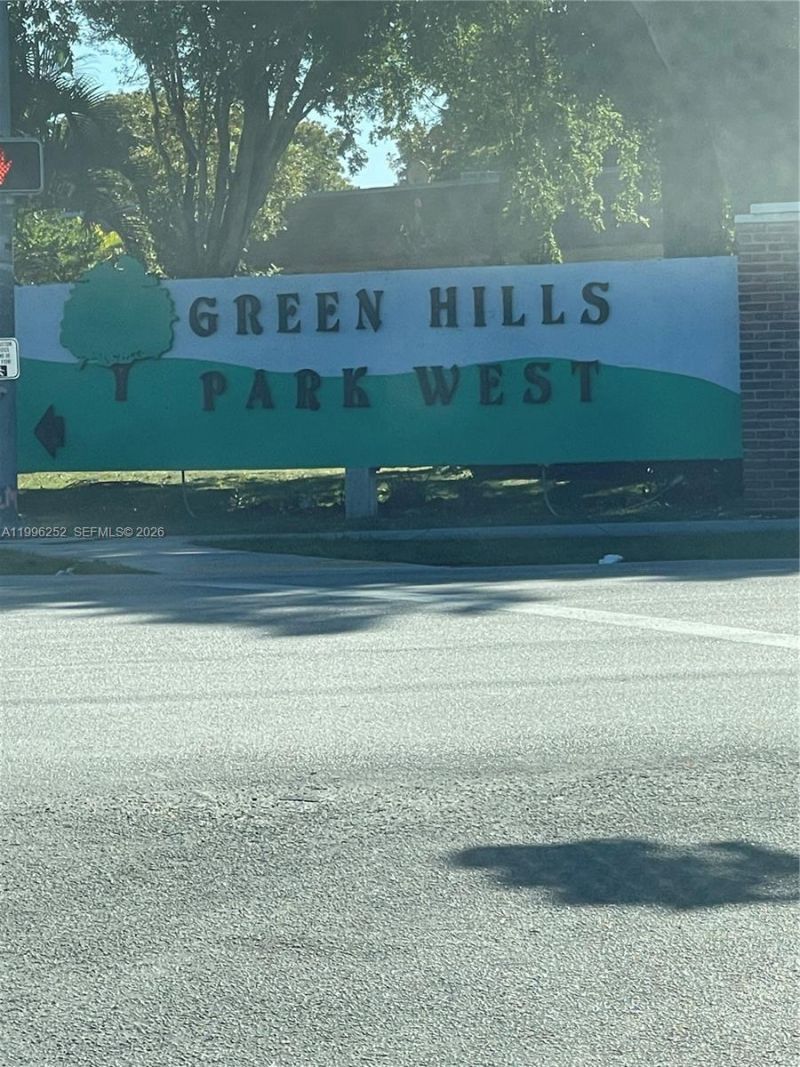 GREEN HILLS
PARK WEST
A11996252 SEFMLS© 2026